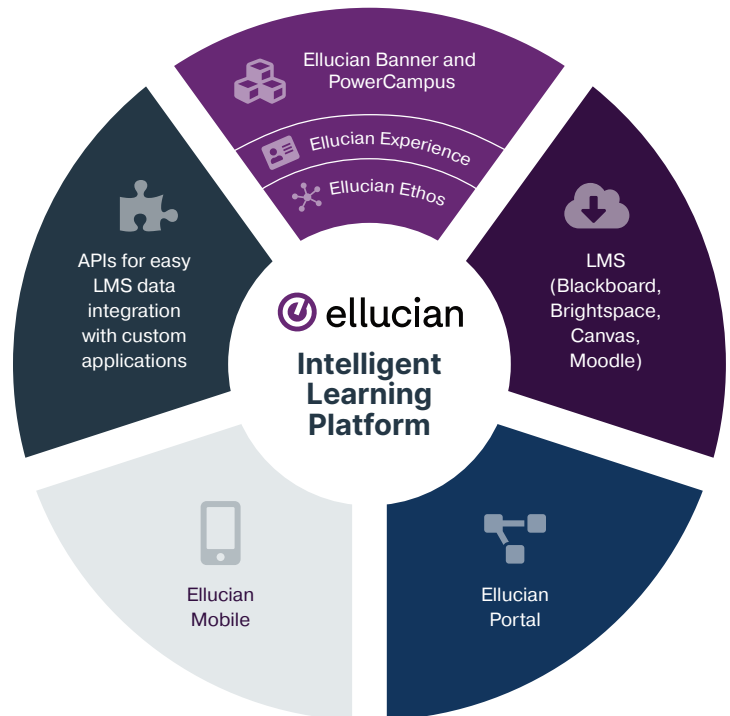 Ellucian Banner and
PowerCampus
Ellucian Experience
Ellucian Ethos
APIs for easy
LMS data
integration
with custom
applications
LMS
(Blackboard,
Brightspace,
Canvas,
Moodle)
ellucian
Intelligent
Learning
Platform
Ellucian
Mobile
Ellucian
Portal